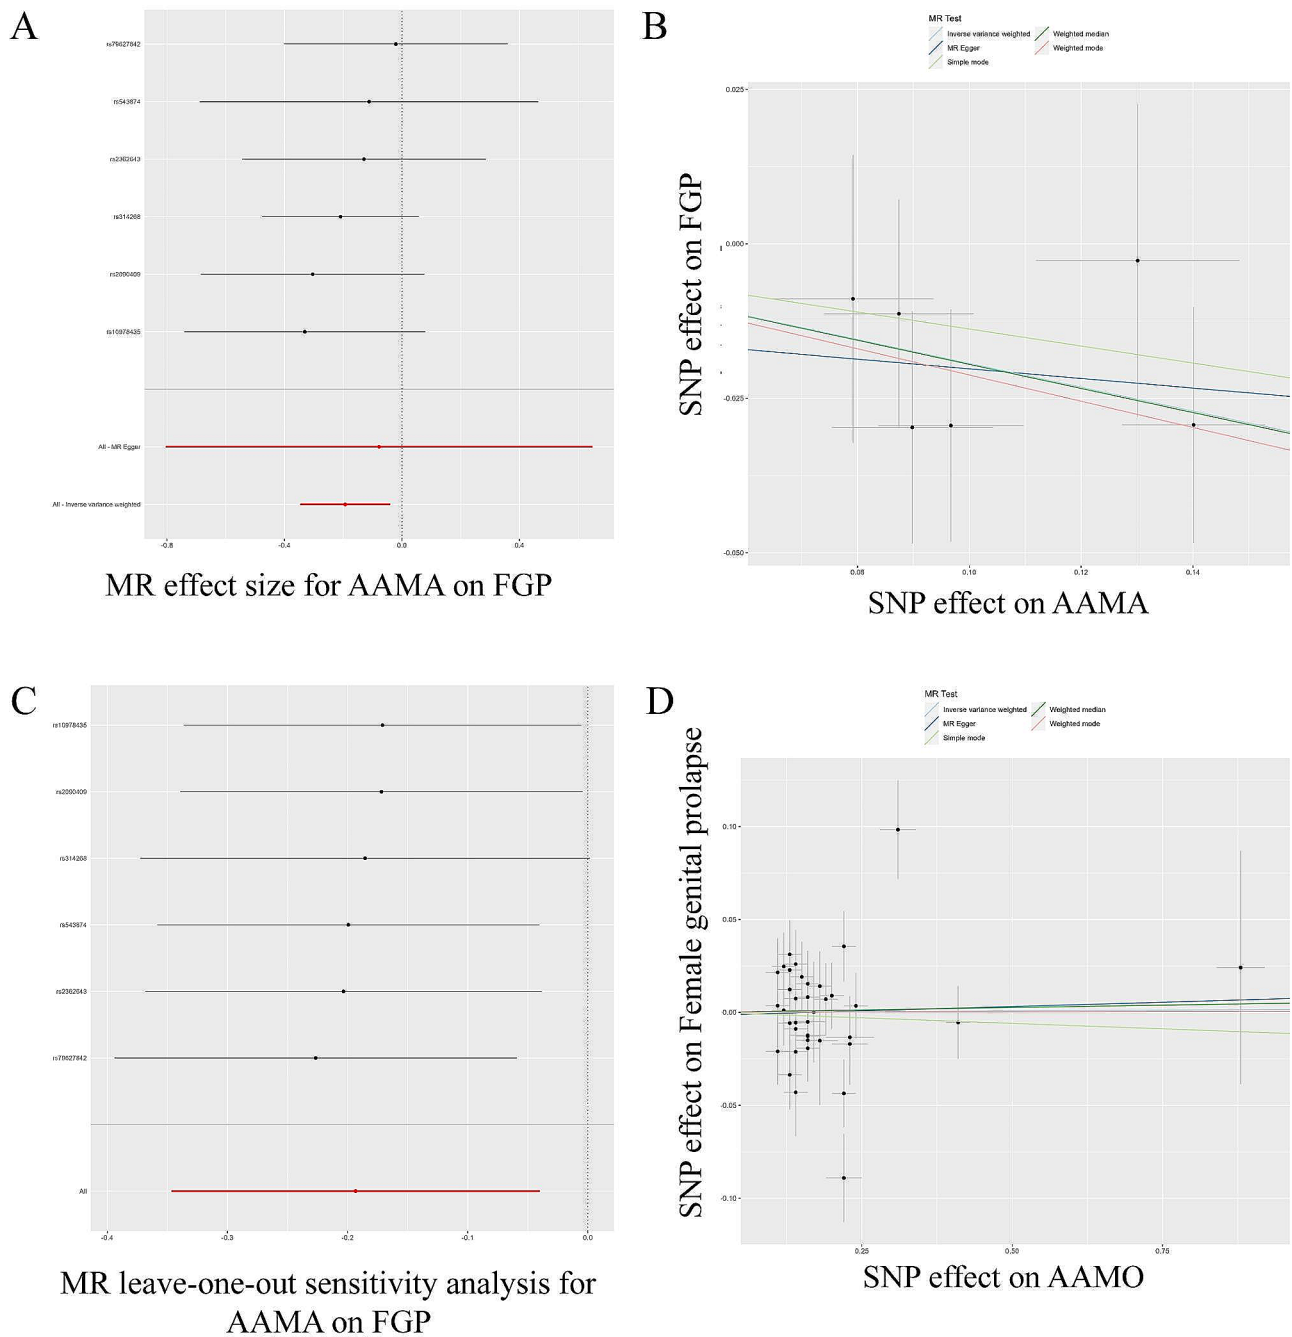 A
rs79627842
rs543874
rs2362643
rs314268
rs2090409
rs10978435
All - MR Egger
All - Inverse variance weighted
-0.8
-0.4
0.0
0.4
MR effect size for AAMA on FGP
B
MR Test
Inverse variance weighted
Weighted median
MR Egger
Weighted mode
Simple mode
SNP effect on FGP
0.025
0.000
-0.025
-0.050
0.08
0.10
0.12
0.14
SNP effect on AAMA
C
rs10978435
rs2090409
rs314268
rs543874
rs2362643
rs79627842
All
-0.4
-0.3
-0.2
-0.1
0.0
MR leave-one-out sensitivity analysis for
AAMA on FGP
D
MR Test
Inverse variance weighted
Weighted median
MR Egger
Weighted mode
Simple mode
SNP effect on Female genital prolapse
0.10
0.05
0.00
-0.05
-0.10
0.25
0.50
0.75
SNP effect on AAMO